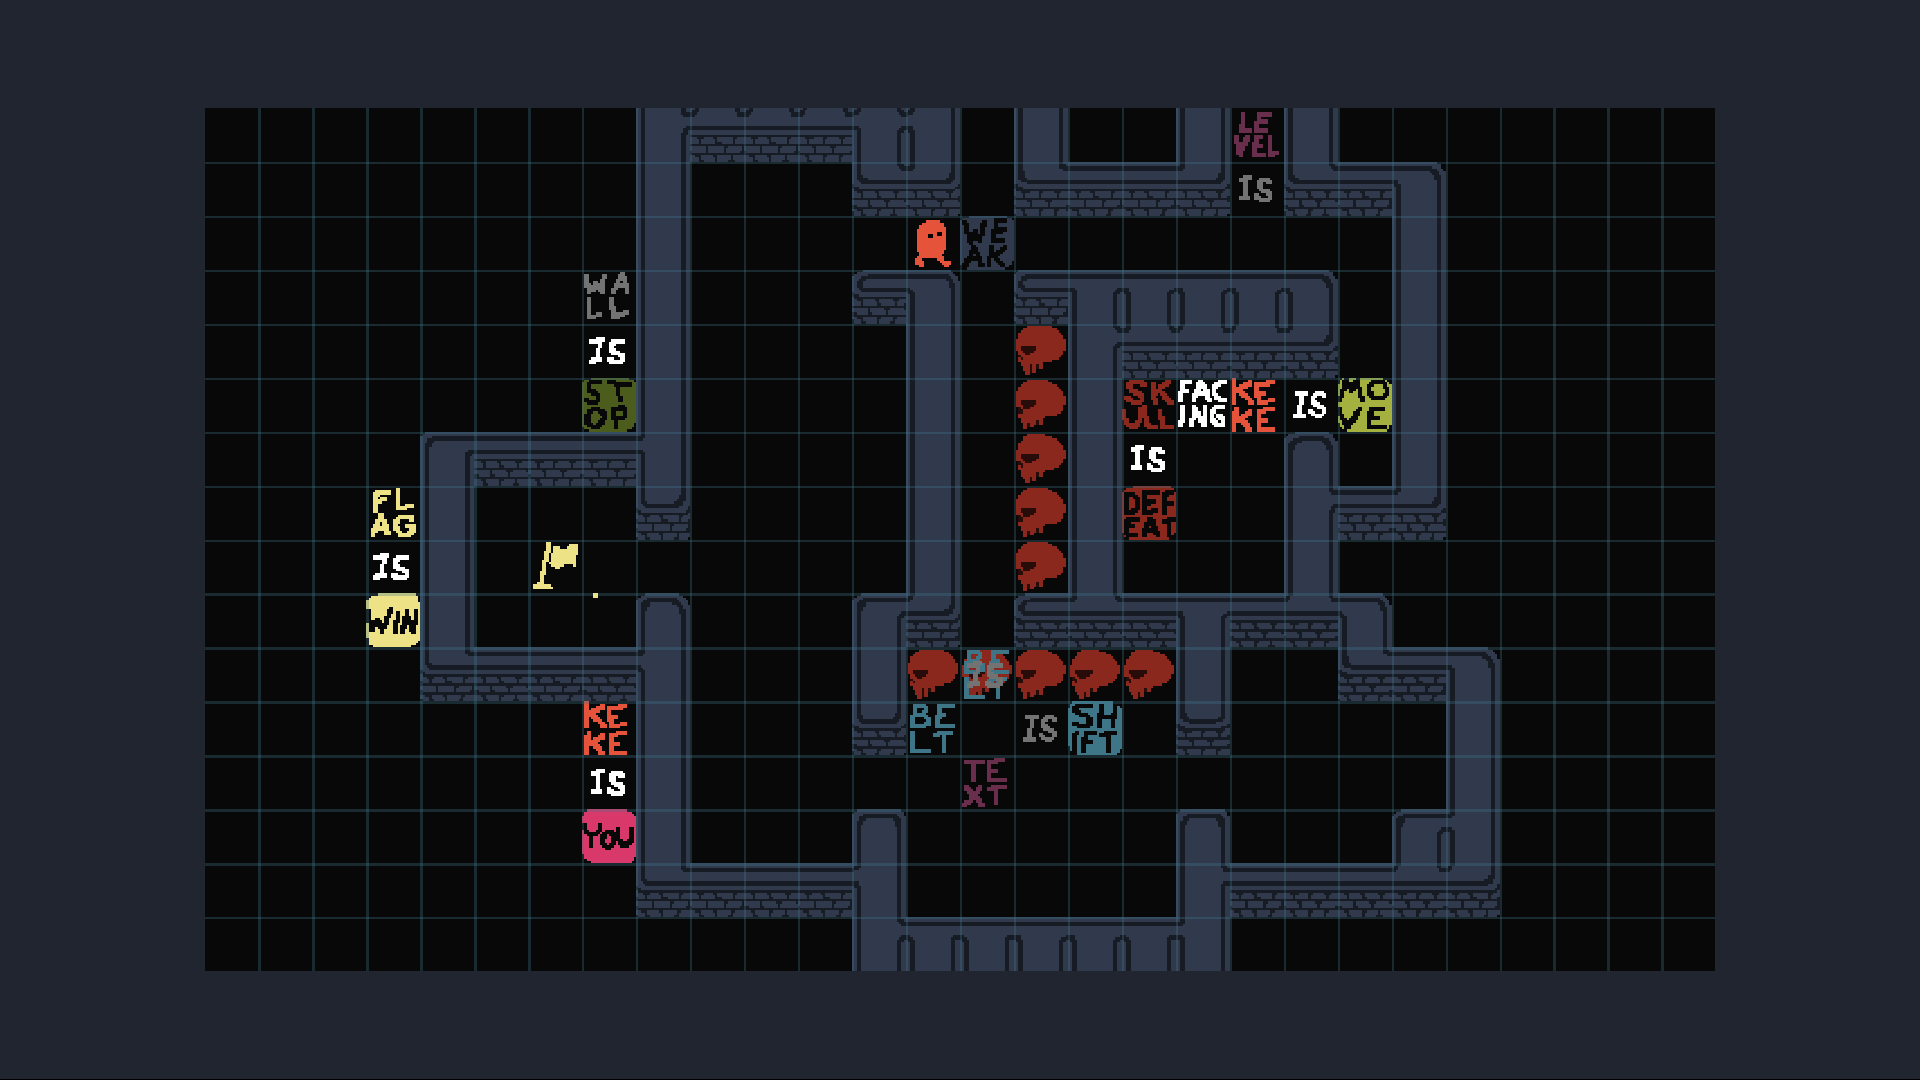 LEVEL
IS
WEAK
WALL
IS
STOP
SKULL FACING KEKE IS MOVE
IS
DEFEAT
FLAG
IS
WIN
BELT
IS
KEKE
IS
YOU
BELT IS SHIFT
TEXT